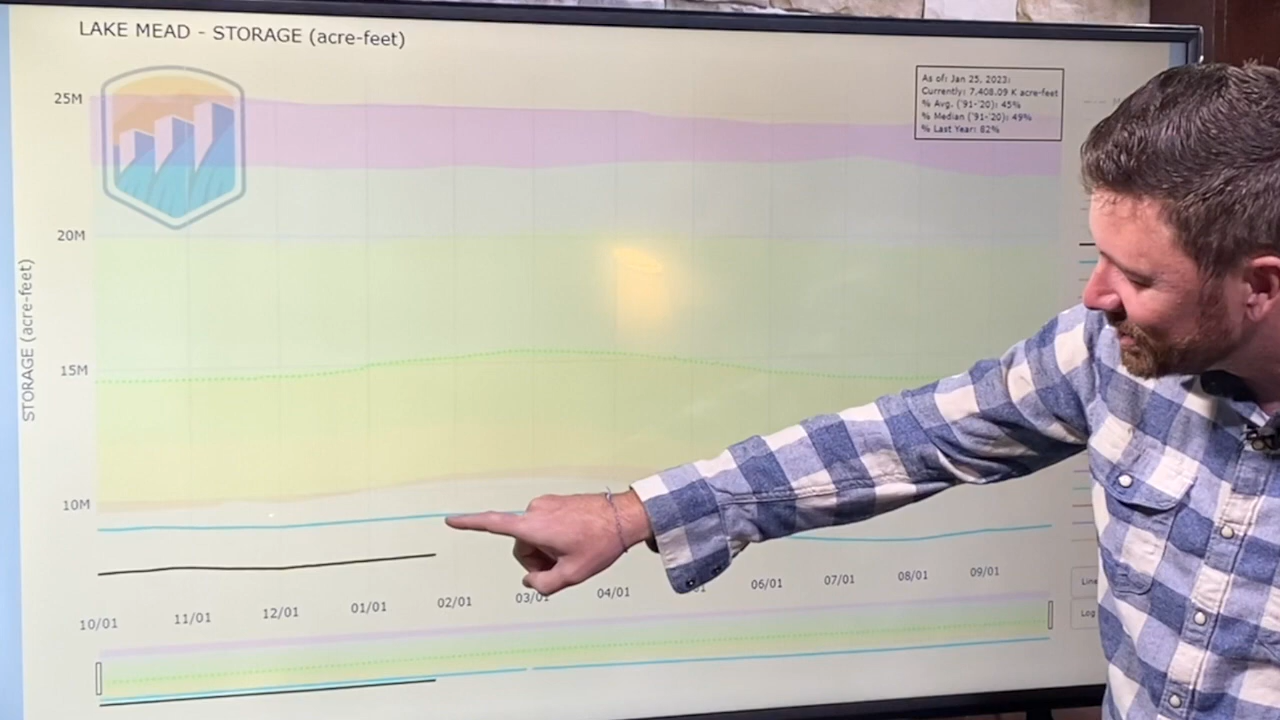 LAKE MEAD - STORAGE (acre-feet)
As of: Jan 25, 2023:
Currently: 7,408.09 K acre-feet
% Avg. ('91-'20): 45%
% Median ('91-'20): 49%
% Last Year: 82%
STORAGE (acre-feet)
25M
20M
15M
10M
10/01
11/01
12/01
01/01
02/01
03/01
04/01
06/01
07/01
08/01
09/01
Line
Log